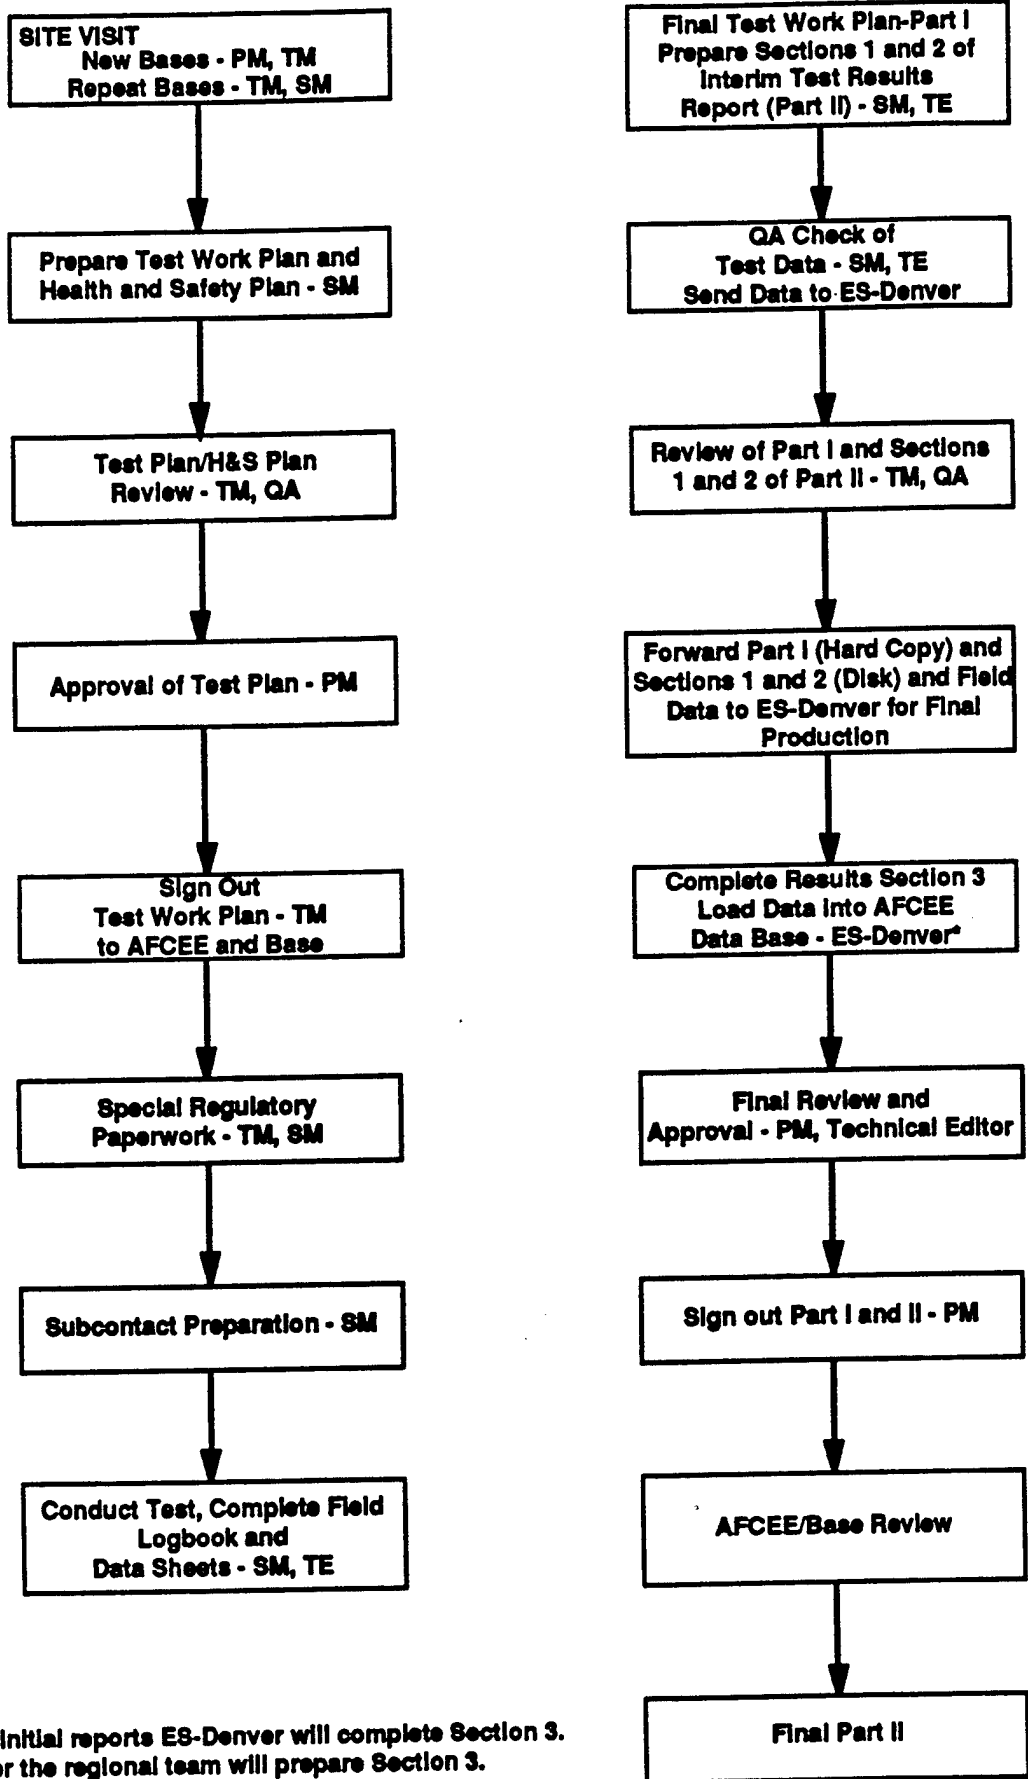 SITE VISIT
New Bases - PM, TM
Repeat Bases - TM, SM
Prepare Test Work Plan and
Health and Safety Plan - SM
Test Plan/H&S Plan
Review - TM, QA
Approval of Test Plan - PM
Sign Out
Test Work Plan - TM
to AFCEE and Base
Special Regulatory
Paperwork - TM, SM
Subcontact Preparation - SM
Conduct Test, Complete Field
Logbook and
Data Sheets - SM, TE
Final Test Work Plan-Part I
Prepare Sections 1 and 2 of
Interim Test Results
Report (Part II) - SM, TE
QA Check of
Test Data - SM, TE
Send Data to ES-Denver
Review of Part I and Sections
1 and 2 of Part II - TM, QA
Forward Part I (Hard Copy) and
Sections 1 and 2 (Disk) and Field
Data to ES-Denver for Final
Production
Complete Results Section 3
Load Data into AFCEE
Data Base - ES-Denver*
Final Review and
Approval - PM, Technical Editor
Sign out Part I and II - PM
AFCEE/Base Review
Final Part II
initial reports ES-Denver will complete Section 3.
the regional team will prepare Section 3.